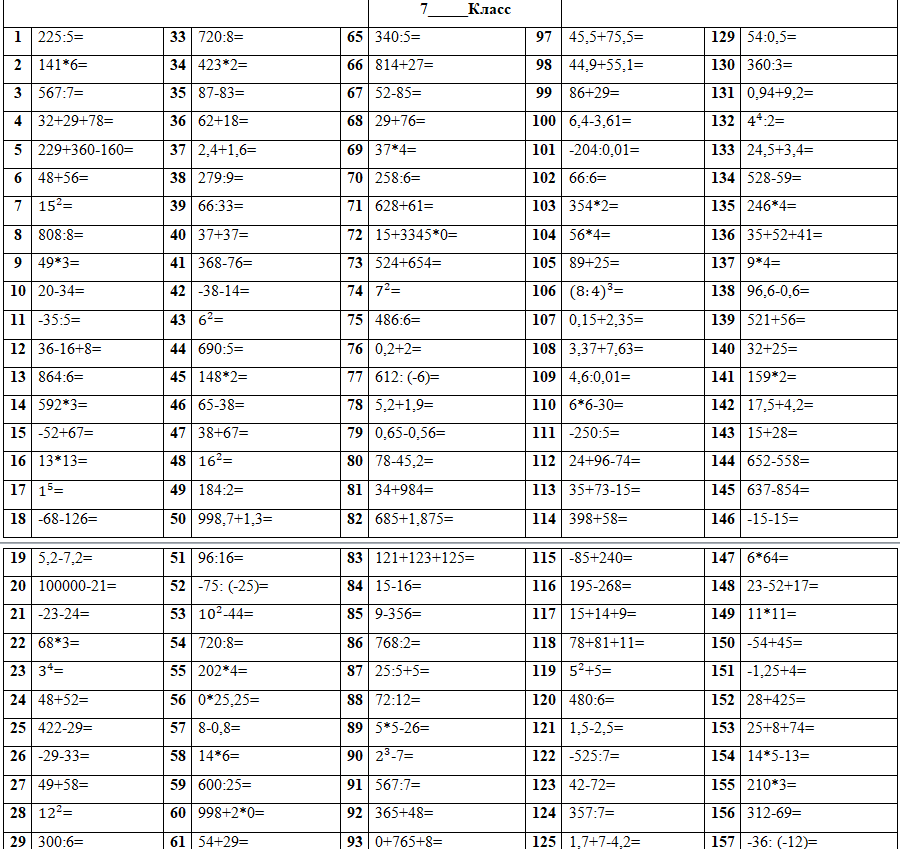 7_____Класс
1 225:5= 33 720:8= 65 340:5= 97 45,5+75,5= 129 54:0,5=
2 141*6= 34 423*2= 66 814+27= 98 44,9+55,1= 130 360:3=
3 567:7= 35 87-83= 67 52-85= 99 86+29= 131 0,94+9,2=
4 32+29+78= 36 62+18= 68 29+76= 100 6,4-3,61= 132 4⁴:2=
5 229+360-160= 37 2,4+1,6= 69 37*4= 101 -204:0,01= 133 24,5+3,4=
6 48+56= 38 279:9= 70 258:6= 102 66:6= 134 528-59=
7 15²= 39 66:33= 71 628+61= 103 354*2= 135 246*4=
8 808:8= 40 37+37= 72 15+3345*0= 104 56*4= 136 35+52+41=
9 49*3= 41 368-76= 73 524+654= 105 89+25= 137 9*4=
10 20-34= 42 -38-14= 74 7²= 106 (8:4)³= 138 96,6-0,6=
11 -35:5= 43 6²= 75 486:6= 107 0,15+2,35= 139 521+56=
12 36-16+8= 44 690:5= 76 0,2+2= 108 3,37+7,63= 140 32+25=
13 864:6= 45 148*2= 77 612: (-6)= 109 4,6:0,01= 141 159*2=
14 592*3= 46 65-38= 78 5,2+1,9= 110 6*6-30= 142 17,5+4,2=
15 -52+67= 47 38+67= 79 0,65-0,56= 111 -250:5= 143 15+28=
16 13*13= 48 16²= 80 78-45,2= 112 24+96-74= 144 652-558=
17 1⁵= 49 184:2= 81 34+984= 113 35+73-15= 145 637-854=
18 -68-126= 50 998,7+1,3= 82 685+1,875= 114 398+58= 146 -15-15=
19 5,2-7,2= 51 96:16= 83 121+123+125= 115 -85+240= 147 6*64=
20 100000-21= 52 -75: (-25)= 84 15-16= 116 195-268= 148 23-52+17=
21 -23-24= 53 10²-44= 85 9-356= 117 15+14+9= 149 11*11=
22 68*3= 54 720:8= 86 768:2= 118 78+81+11= 150 -54+45=
23 3⁴= 55 202*4= 87 25:5+5= 119 5²+5= 151 -1,25+4=
24 48+52= 56 0*25,25= 88 72:12= 120 480:6= 152 28+425=
25 422-29= 57 8-0,8= 89 5*5-26= 121 1,5-2,5= 153 25+8+74=
26 -29-33= 58 14*6= 90 2³-7= 122 -525:7= 154 14*5-13=
27 49+58= 59 600:25= 91 567:7= 123 42-72= 155 210*3=
28 12²= 60 998+2*0= 92 365+48= 124 357:7= 156 312-69=
29 300:6= 61 54+29= 93 0+765+8= 125 1,7+7-4,2= 157 -36: (-12)=